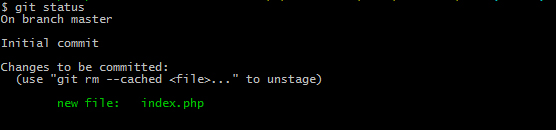 $ git status
On branch master
Initial commit
Changes to be committed:
(use "git rm --cached <file>..." to unstage)
new file: index.php